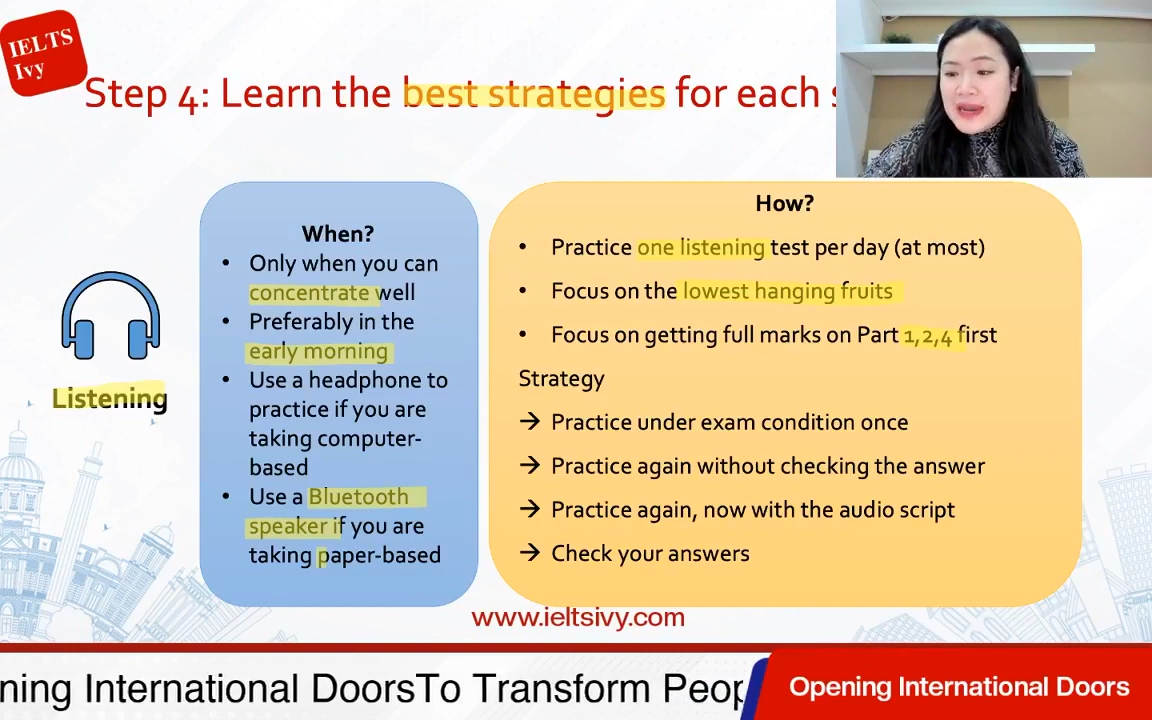 IELTS
Ivy
Step 4: Learn the best strategies for each
When?
• Only when you can
concentrate well
• Preferably in the
early morning
• Use a headphone to
practice if you are
taking computer-
based
• Use a Bluetooth
speaker if you are
taking paper-based
Listening
How?
• Practice one listening test per day (at most)
• Focus on the lowest hanging fruits
• Focus on getting full marks on Part 1,2,4 first
Strategy
→ Practice under exam condition once
→ Practice again without checking the answer
→ Practice again, now with the audio script
→ Check your answers
www.ieltsivy.com
ning International DoorsTo Transform Peop
Opening International Doors